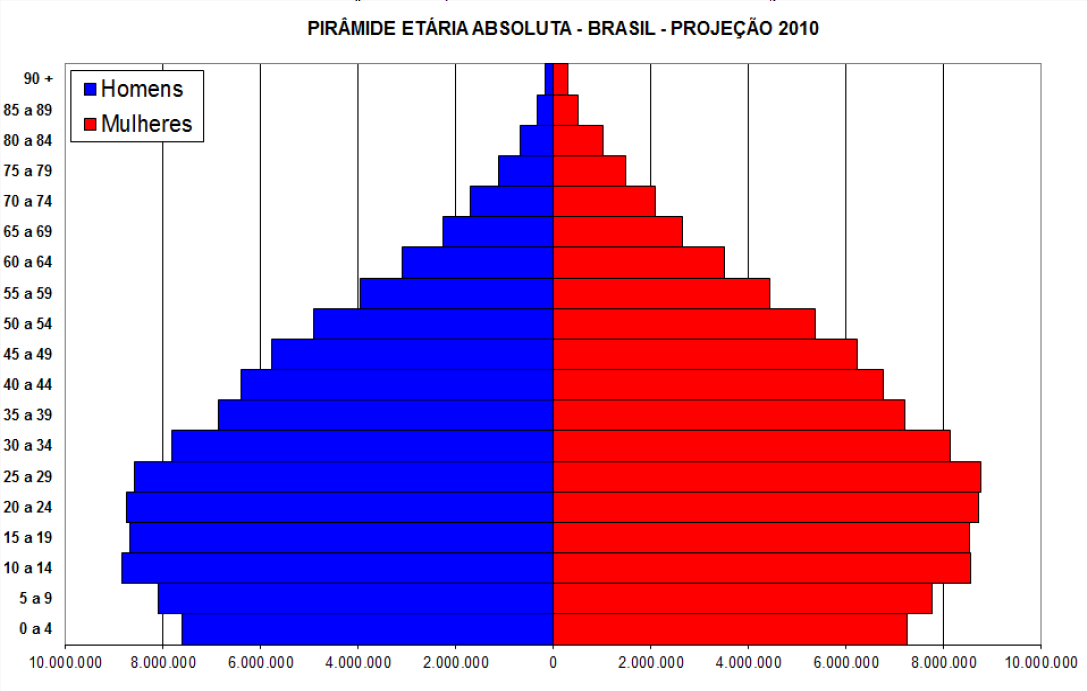 PIRÂMIDE ETÁRIA ABSOLUTA - BRASIL - PROJEÇÃO 2010
Homens
Mulheres
90 +
85 a 89
80 a 84
75 a 79
70 a 74
65 a 69
60 a 64
55 a 59
50 a 54
45 a 49
40 a 44
35 a 39
30 a 34
25 a 29
20 a 24
15 a 19
10 a 14
5 a 9
0 a 4
10.000.000 8.000.000 6.000.000 4.000.000 2.000.000 0 2.000.000 4.000.000 6.000.000 8.000.000 10.000.000